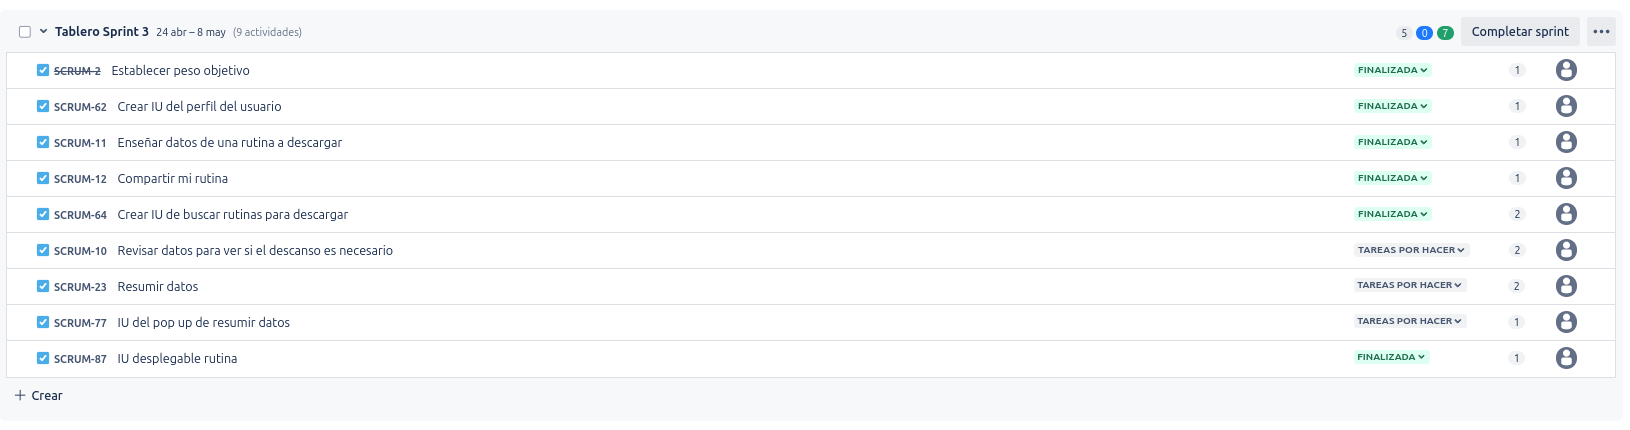 Tablero Sprint 3 24 abr – 8 may (9 actividades) 5 0 7 Completar sprint
SCRUM-2 Establecer peso objetivo FINALIZADA 1
SCRUM-62 Crear IU del perfil del usuario FINALIZADA 1
SCRUM-11 Enseñar datos de una rutina a descargar FINALIZADA 1
SCRUM-12 Compartir mi rutina FINALIZADA 1
SCRUM-64 Crear IU de buscar rutinas para descargar FINALIZADA 2
SCRUM-10 Revisar datos para ver si el descanso es necesario TAREAS POR HACER 2
SCRUM-23 Resumir datos TAREAS POR HACER 2
SCRUM-77 IU del pop up de resumir datos TAREAS POR HACER 1
SCRUM-87 IU desplegable rutina FINALIZADA 1
+ Crear